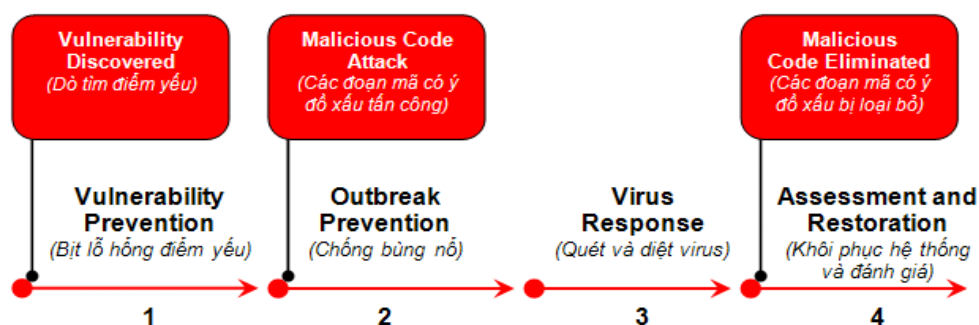 Vulnerability
Discovered
(Dò tìm điểm yếu)
Malicious Code
Attack
(Các đoạn mã có ý
đồ xấu tấn công)
Malicious
Code Eliminated
(Các đoạn mã có ý
đồ xấu bị loại bỏ)
Vulnerability
Prevention
(Bịt lỗ hổng điểm yếu)
Outbreak
Prevention
(Chống bùng nổ)
Virus
Response
(Quét và diệt virus)
Assessment and
Restoration
(Khôi phục hệ thống
và đánh giá)
1
2
3
4